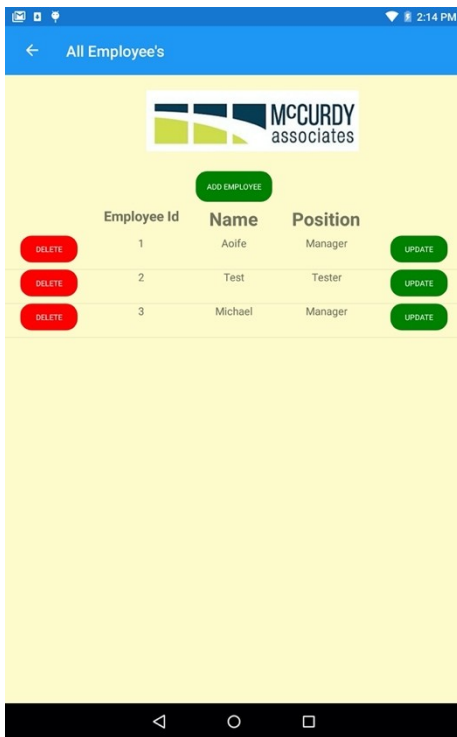 2:14 PM
All Employee's
McCURDY
associates
ADD EMPLOYEE
Employee Id Name Position
DELETE 1 Aoife Manager UPDATE
DELETE 2 Test Tester UPDATE
DELETE 3 Michael Manager UPDATE